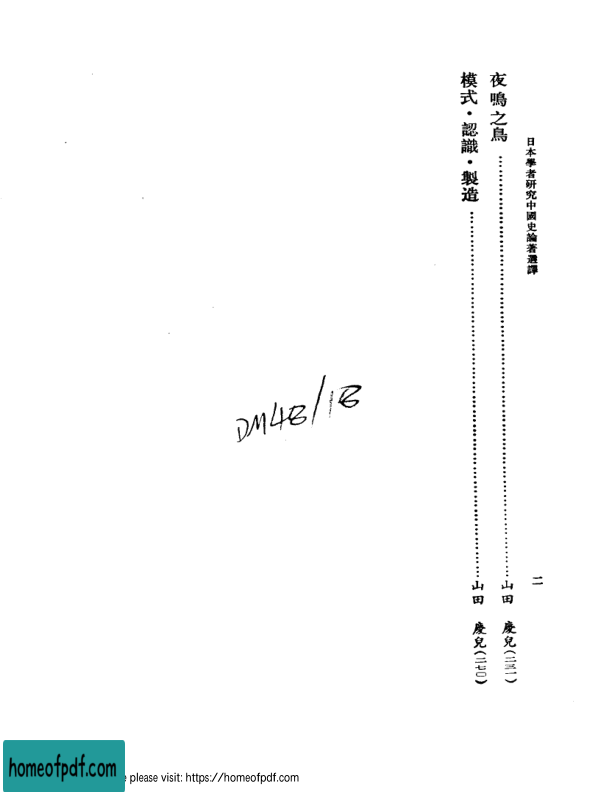 日本學者研究中國史論著選譯
二
夜鳴之鳥……山田 慶兒(二三一)
模式・認識・製造……山田 慶兒(二七〇)
DM48/18
homeofpdf.com
please visit: https://homeofpdf.com